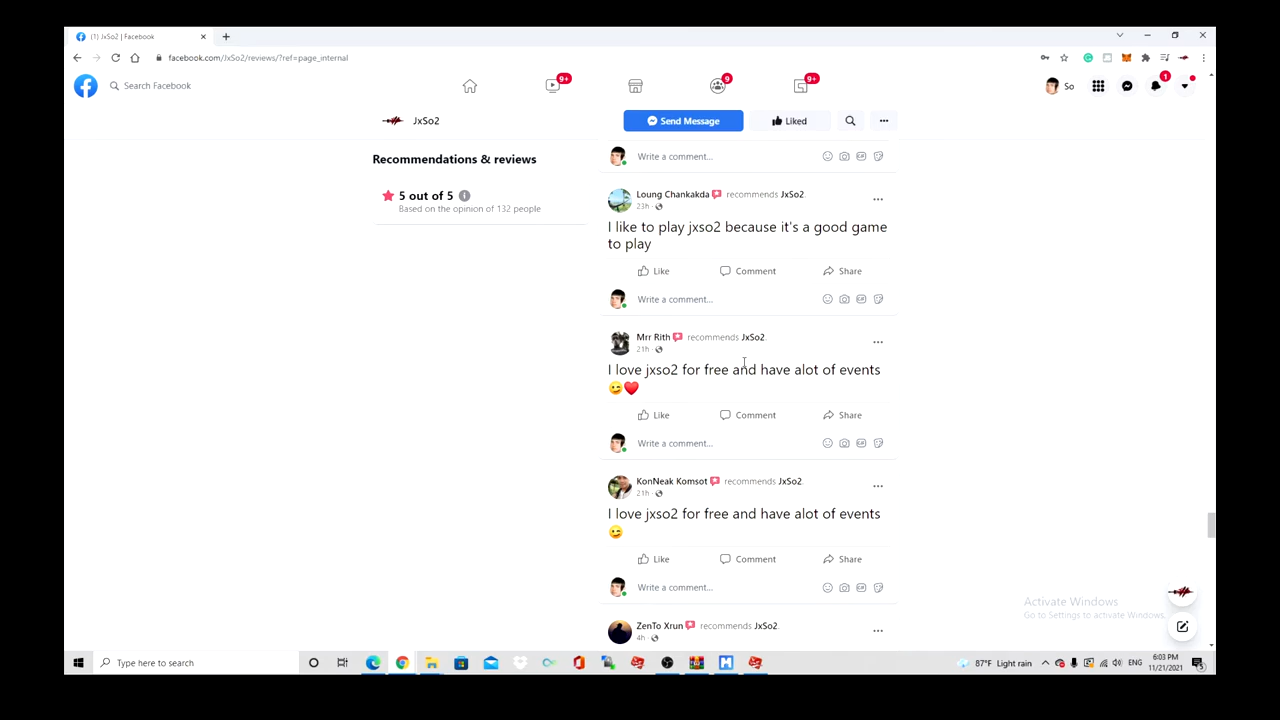 (1) JxSo2 | Facebook
facebook.com/JxSo2/reviews/?ref=page_internal
Search Facebook
9+
9
9+
So
1
JxSo2
Send Message
Liked
Recommendations & reviews
5 out of 5
Based on the opinion of 132 people
Write a comment...
Loung Chankakda recommends JxSo2.
23h
I like to play jxso2 because it's a good game
to play
Like Comment Share
Write a comment...
Mrr Rith recommends JxSo2.
21h
I love jxso2 for free and have alot of events
😉❤️
Like Comment Share
Write a comment...
KonNeak Komsot recommends JxSo2.
21h
I love jxso2 for free and have alot of events
😉
Like Comment Share
Write a comment...
ZenTo Xrun recommends JxSo2.
4h
Activate Windows
Go to Settings to activate Windows.
Type here to search
87°F Light rain
ENG
6:03 PM
11/21/2021
5